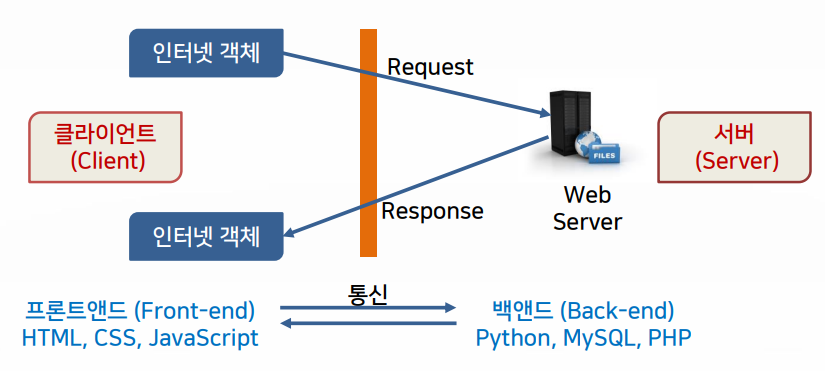 인터넷 객체
Request
클라이언트
(Client)
FILES
서버
(Server)
Web
Server
Response
인터넷 객체
통신
프론트앤드 (Front-end)
HTML, CSS, JavaScript
백앤드 (Back-end)
Python, MySQL, PHP